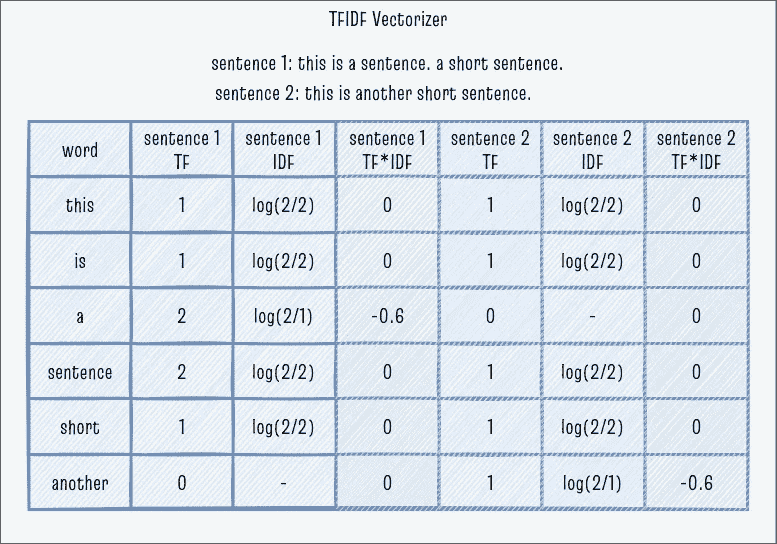 TFIDF Vectorizer
sentence 1: this is a sentence. a short sentence.
sentence 2: this is another short sentence.
word | sentence 1 TF | sentence 1 IDF | sentence 1 TF*IDF | sentence 2 TF | sentence 2 IDF | sentence 2 TF*IDF
this | 1 | log(2/2) | 0 | 1 | log(2/2) | 0
is | 1 | log(2/2) | 0 | 1 | log(2/2) | 0
a | 2 | log(2/1) | -0.6 | 0 | - | 0
sentence | 2 | log(2/2) | 0 | 1 | log(2/2) | 0
short | 1 | log(2/2) | 0 | 1 | log(2/2) | 0
another | 0 | - | 0 | 1 | log(2/1) | -0.6